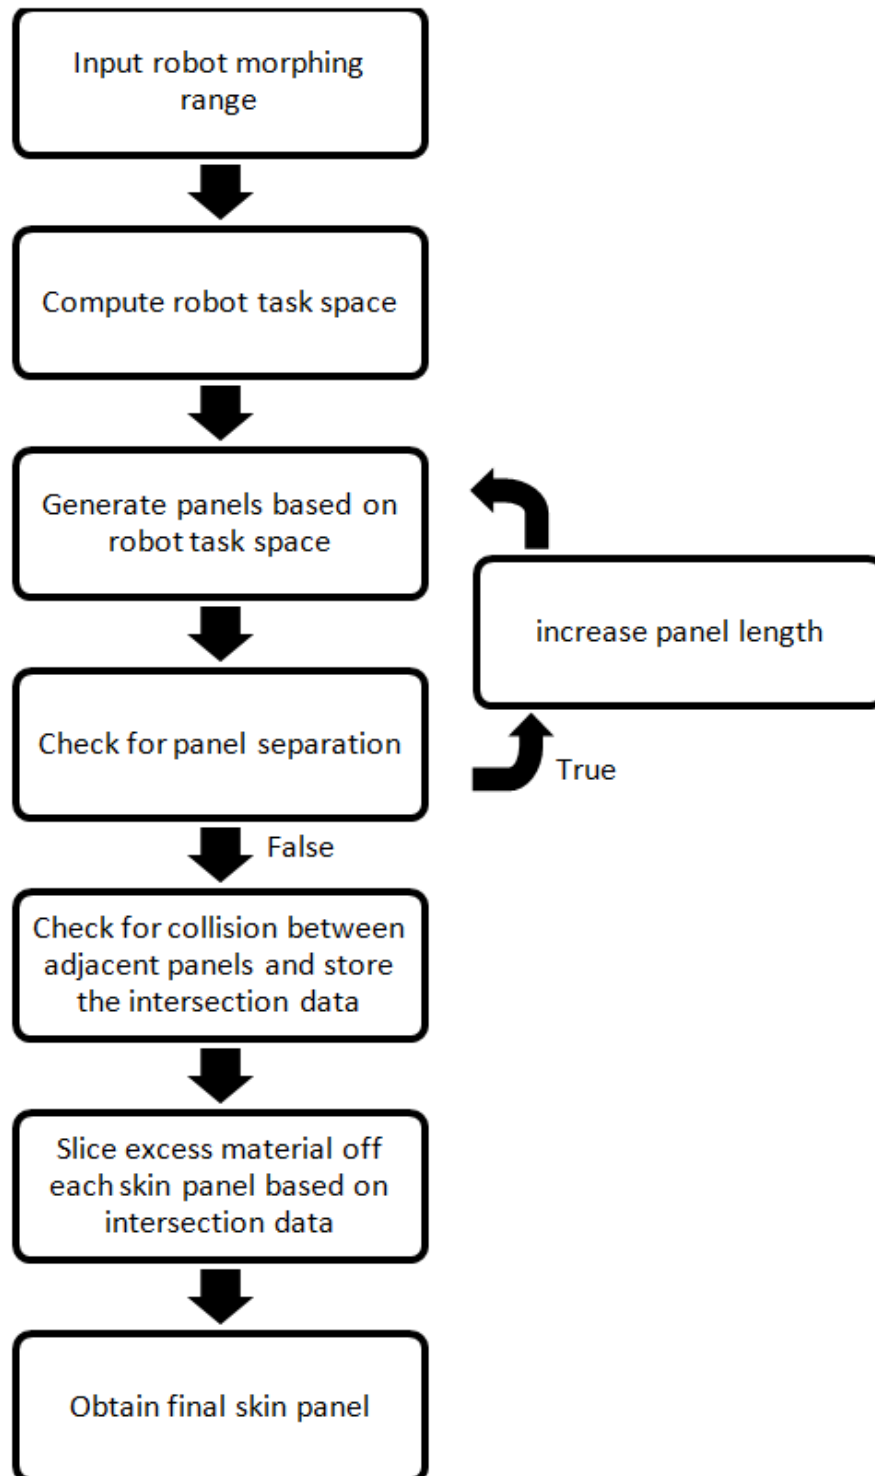 Input robot morphing
range
Compute robot task space
Generate panels based on
robot task space
increase panel length
Check for panel separation
True
False
Check for collision between
adjacent panels and store
the intersection data
Slice excess material off
each skin panel based on
intersection data
Obtain final skin panel